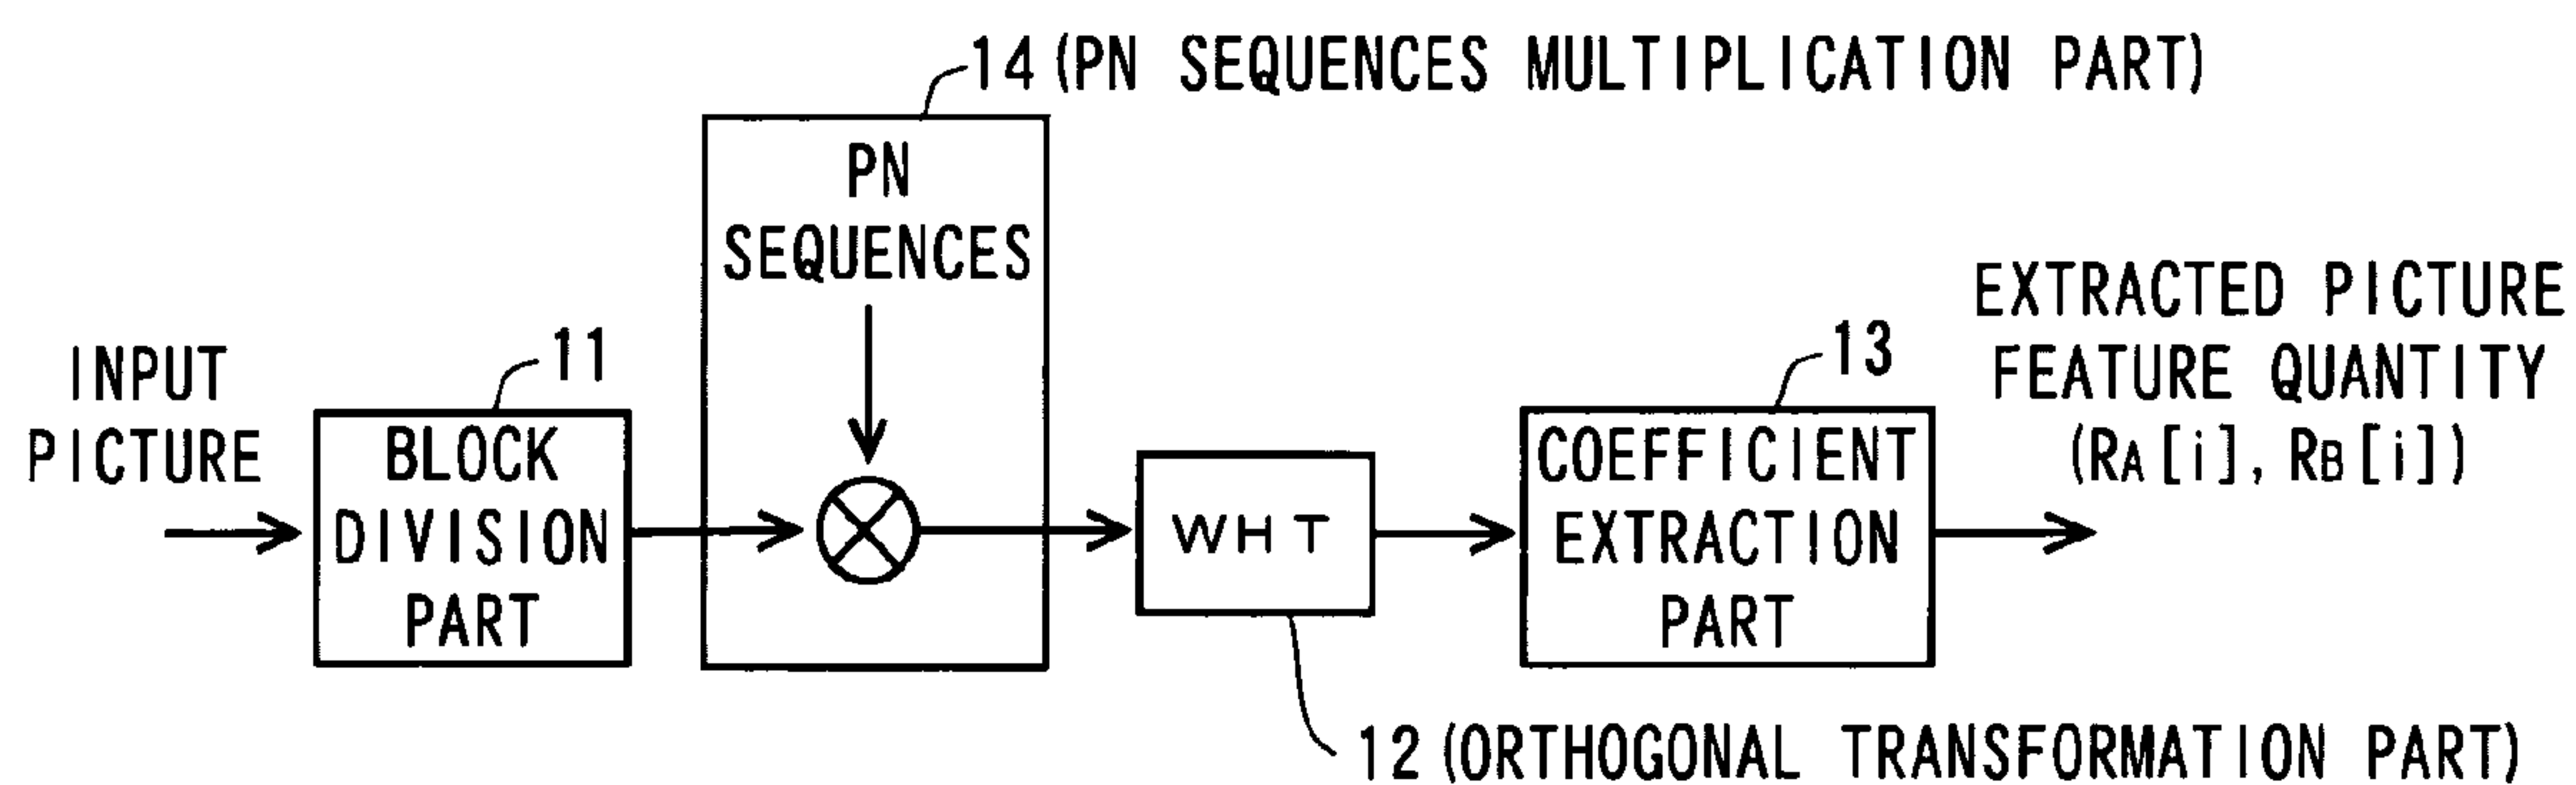 14 (PN SEQUENCES MULTIPLICATION PART)
PN
SEQUENCES
INPUT
PICTURE
11
BLOCK
DIVISION
PART
WHT
13
COEFFICIENT
EXTRACTION
PART
EXTRACTED PICTURE
FEATURE QUANTITY
(RA[i], RB[i])
12 (ORTHOGONAL TRANSFORMATION PART)